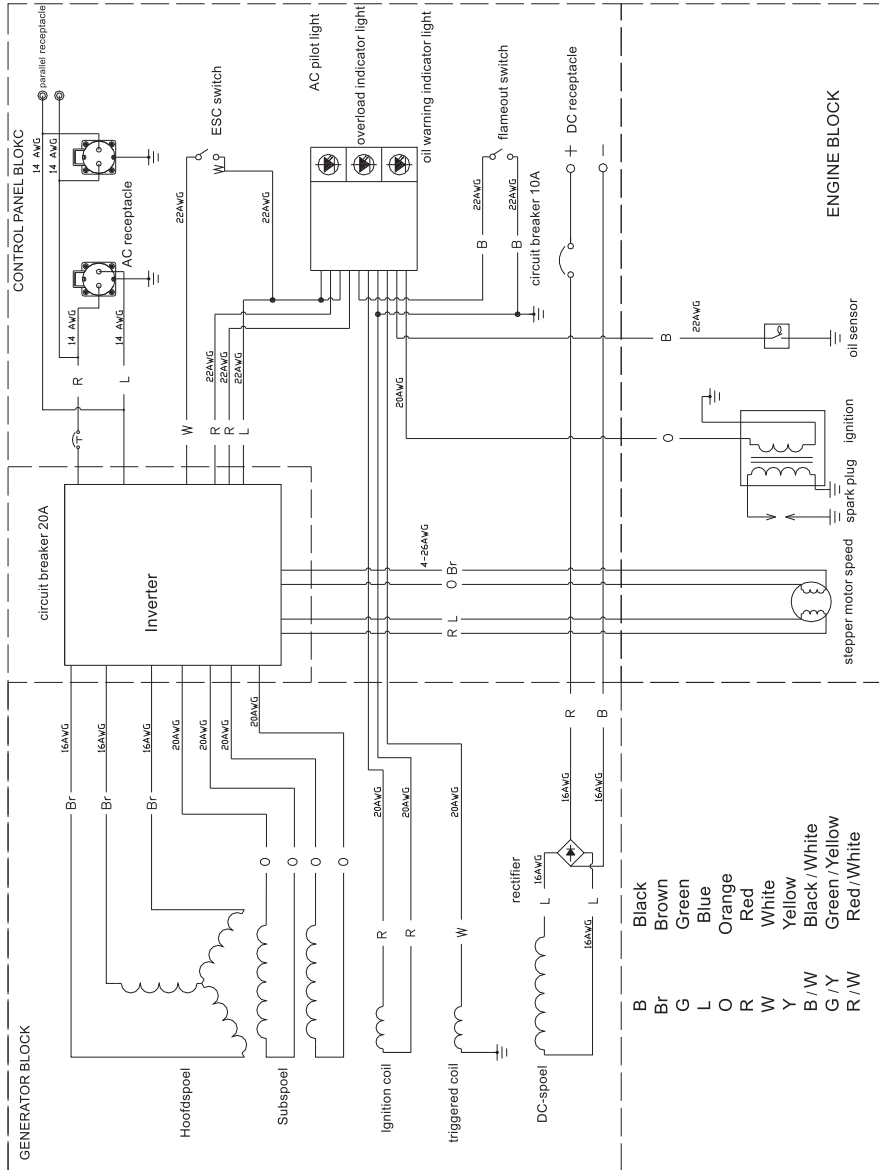 GENERATOR BLOCK
Hoofdspoel
Subspoel
Ignition coil
triggered coil
DC-spoel
16AWG
16AWG
16AWG
20AWG
20AWG
20AWG
20AWG
Br
Br
Br
O
O
O
O
20AWG
20AWG
20AWG
R
R
W
rectifier
16AWG
16AWG
L
L
16AWG
16AWG
R
B
circuit breaker 20A
Inverter
CONTROL PANEL BLOKC
parallel receptacle
14 AWG
14 AWG
AC receptacle
14 AWG
14 AWG
R
L
ESC switch
W
22AWG
22AWG
22AWG
22AWG
22AWG
W
R
R
L
AC pilot light
overload indicator light
oil warning indicator light
flameout switch
22AWG
22AWG
B
B
circuit breaker 10A
DC receptacle
+
-
20AWG
4-26AWG
Br
O
L
R
ENGINE BLOCK
B
22AWG
O
oil sensor
ignition
spark plug
stepper motor speed
B Black
Br Brown
G Green
L Blue
O Orange
R Red
W White
Y Yellow
B/W Black/White
G/Y Green/Yellow
R/W Red/White